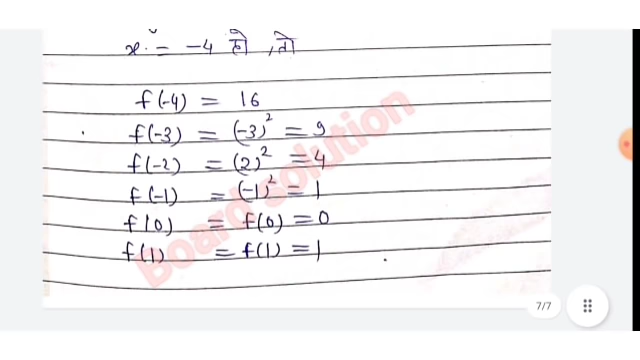 x = -4 हो, तो
f(-4) = 16
f(-3) = (-3)² = 9
f(-2) = (2)² = 4
f(-1) = (-1)² = 1
f(0) = f(0) = 0
f(1) = f(1) = 1
Board Solution
7/7